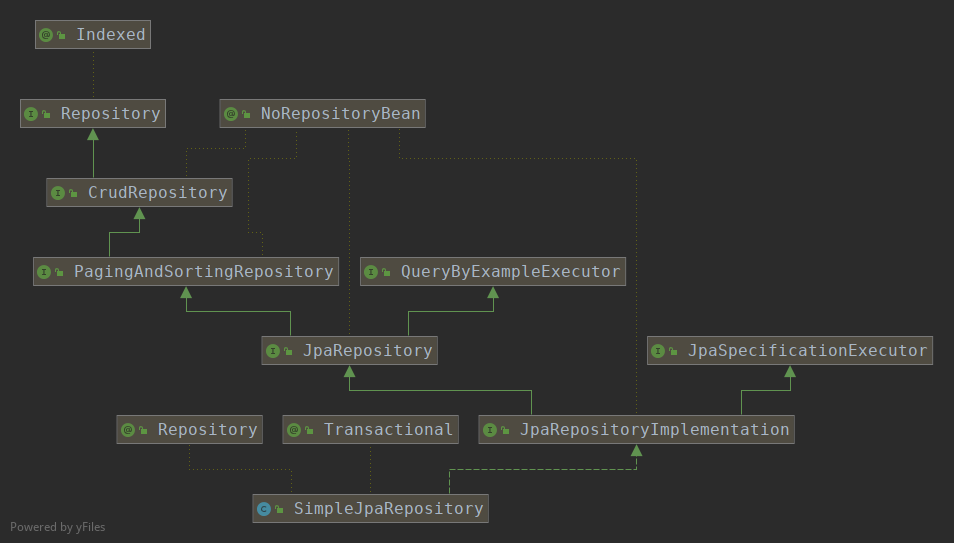 @ Indexed
I Repository
@ NoRepositoryBean
I CrudRepository
I PagingAndSortingRepository
I QueryByExampleExecutor
I JpaRepository
I JpaSpecificationExecutor
@ Repository
@ Transactional
I JpaRepositoryImplementation
C SimpleJpaRepository
Powered by yFiles